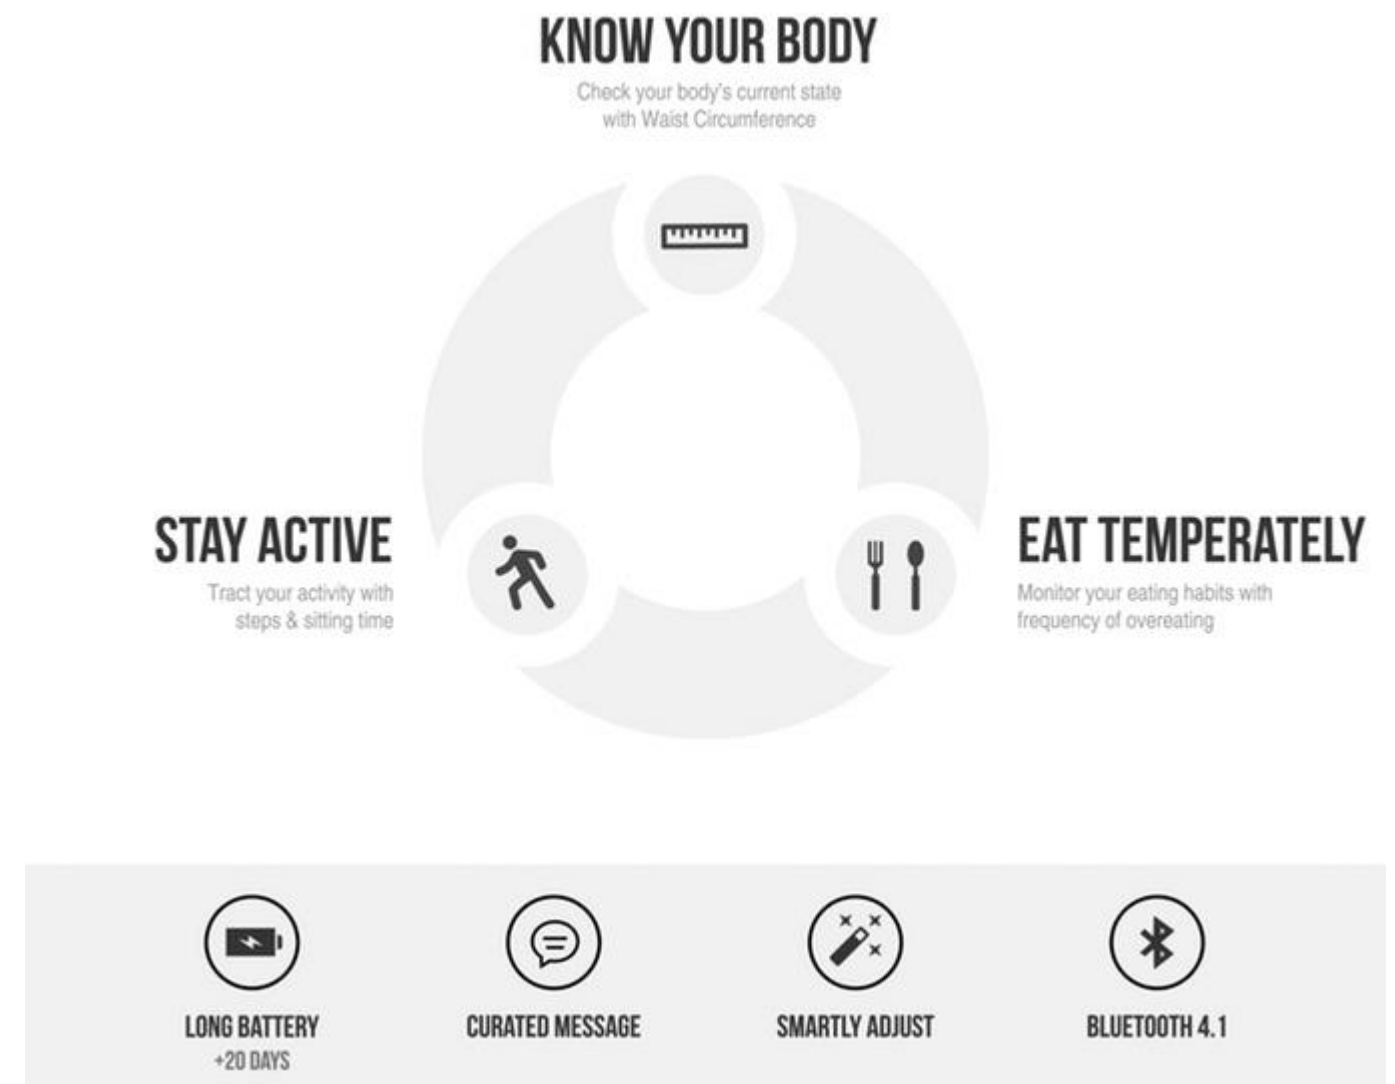 KNOW YOUR BODY
Check your body's current state
with Waist Circumference
STAY ACTIVE
Tract your activity with
steps & sitting time
EAT TEMPERATELY
Monitor your eating habits with
frequency of overeating
LONG BATTERY
+20 DAYS
CURATED MESSAGE
SMARTLY ADJUST
BLUETOOTH 4.1